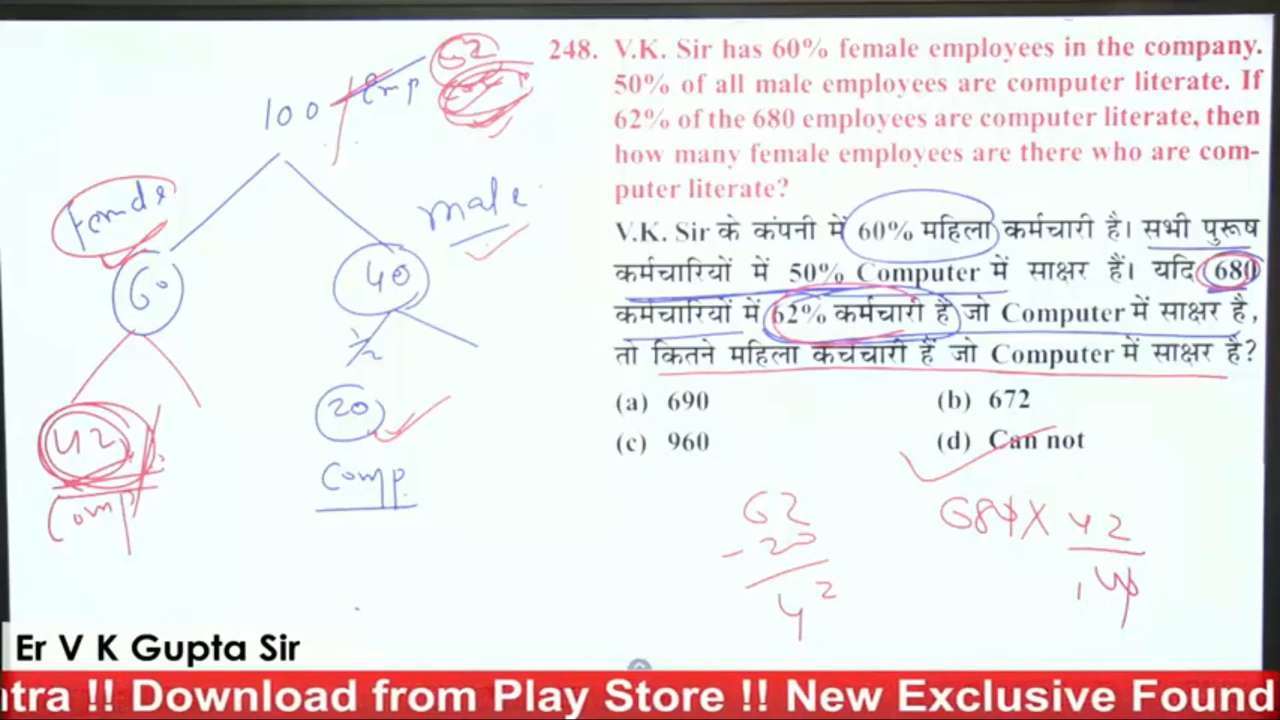 248. V.K. Sir has 60% female employees in the company.
50% of all male employees are computer literate. If
62% of the 680 employees are computer literate, then
how many female employees are there who are com-
puter literate?
V.K. Sir के कंपनी में 60% महिला कर्मचारी है। सभी पुरूष
कर्मचारियों में 50% Computer में साक्षर हैं। यदि 680
कर्मचारियों में 62% कर्मचारी हैं जो Computer में साक्षर है,
तो कितने महिला कर्मचारी हैं जो Computer में साक्षर है?
(a) 690 (b) 672
(c) 960 (d) Can not
62
100 emp
female
male
60
40
1/2
42
20
comp
comp.
62
- 20
42
680 X 42
100
Er V K Gupta Sir
ntra !! Download from Play Store !! New Exclusive Found